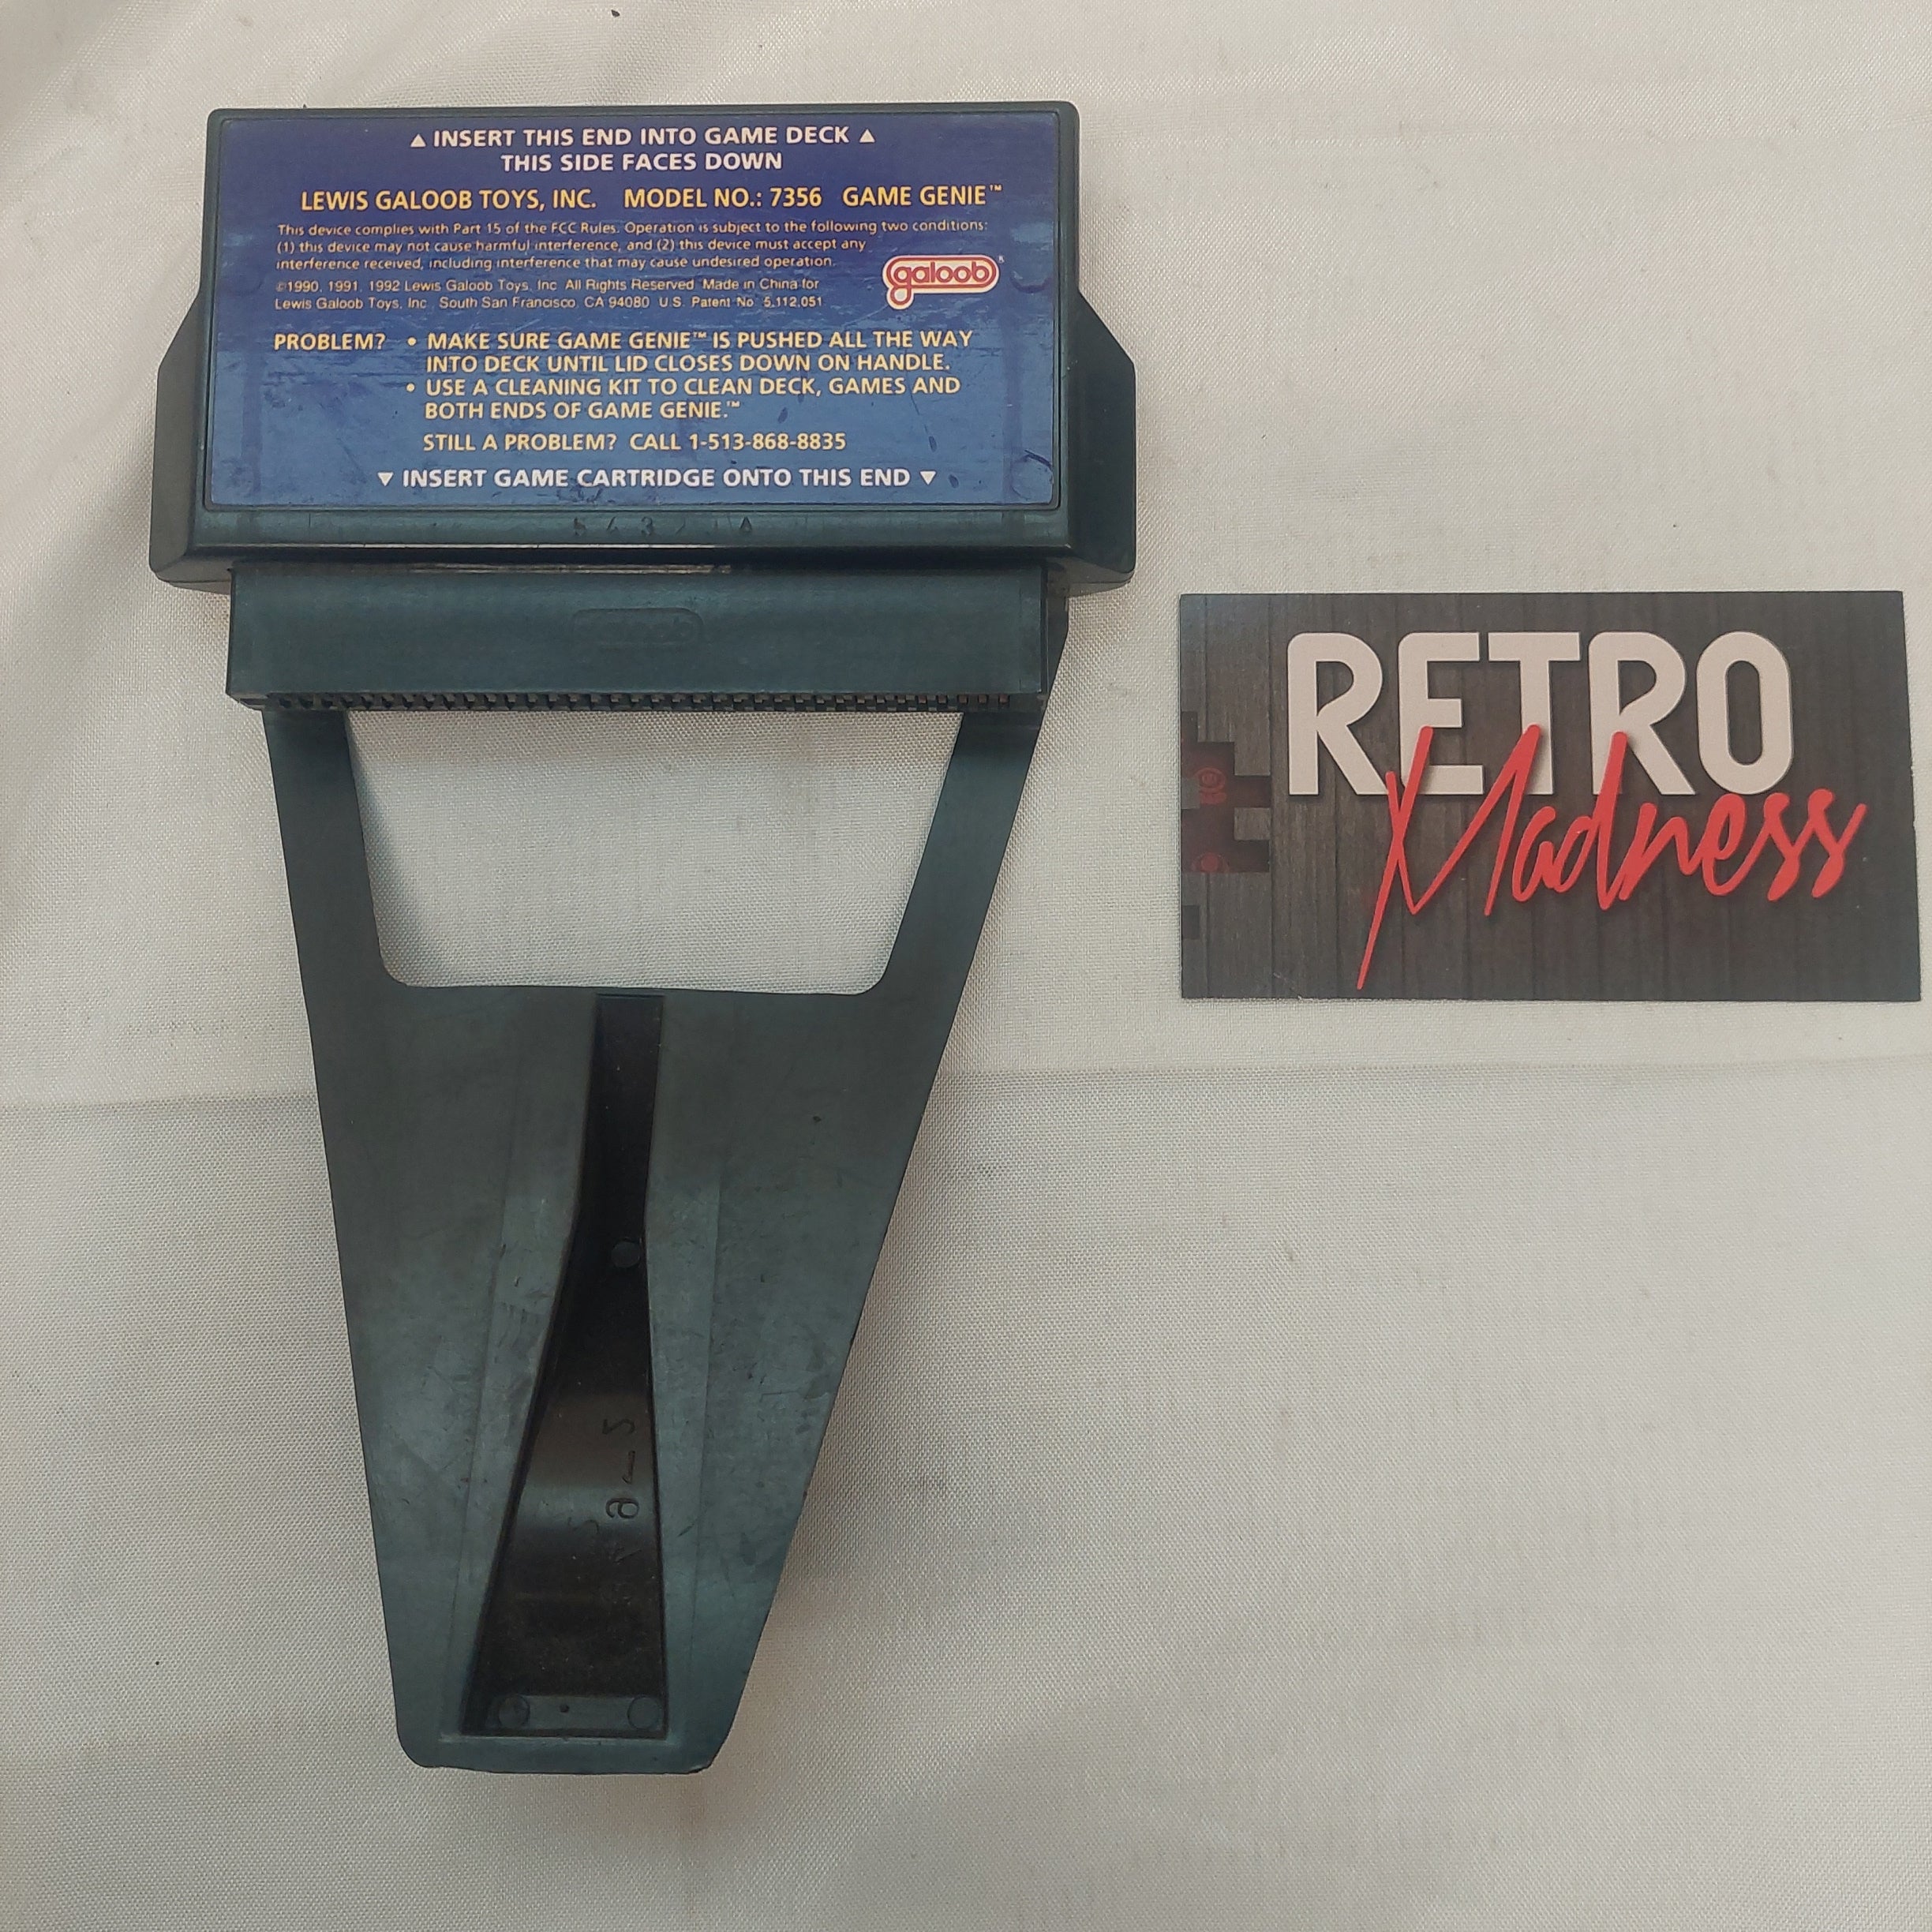 ▲ INSERT THIS END INTO GAME DECK ▲
THIS SIDE FACES DOWN
LEWIS GALOOB TOYS, INC. MODEL NO.: 7356 GAME GENIE™
This device complies with Part 15 of the FCC Rules. Operation is subject to the following two conditions:
(1) this device may not cause harmful interference, and (2) this device must accept any
interference received, including interference that may cause undesired operation.
galoob®
©1990, 1991, 1992 Lewis Galoob Toys, Inc. All Rights Reserved. Made in China for
Lewis Galoob Toys, Inc., South San Francisco, CA 94080 U.S. Patent No. 5,112,051
PROBLEM? • MAKE SURE GAME GENIE™ IS PUSHED ALL THE WAY
INTO DECK UNTIL LID CLOSES DOWN ON HANDLE.
• USE A CLEANING KIT TO CLEAN DECK, GAMES AND
BOTH ENDS OF GAME GENIE.™
STILL A PROBLEM? CALL 1-513-868-8835
▼ INSERT GAME CARTRIDGE ONTO THIS END ▼
galoob
RETRO
Madness